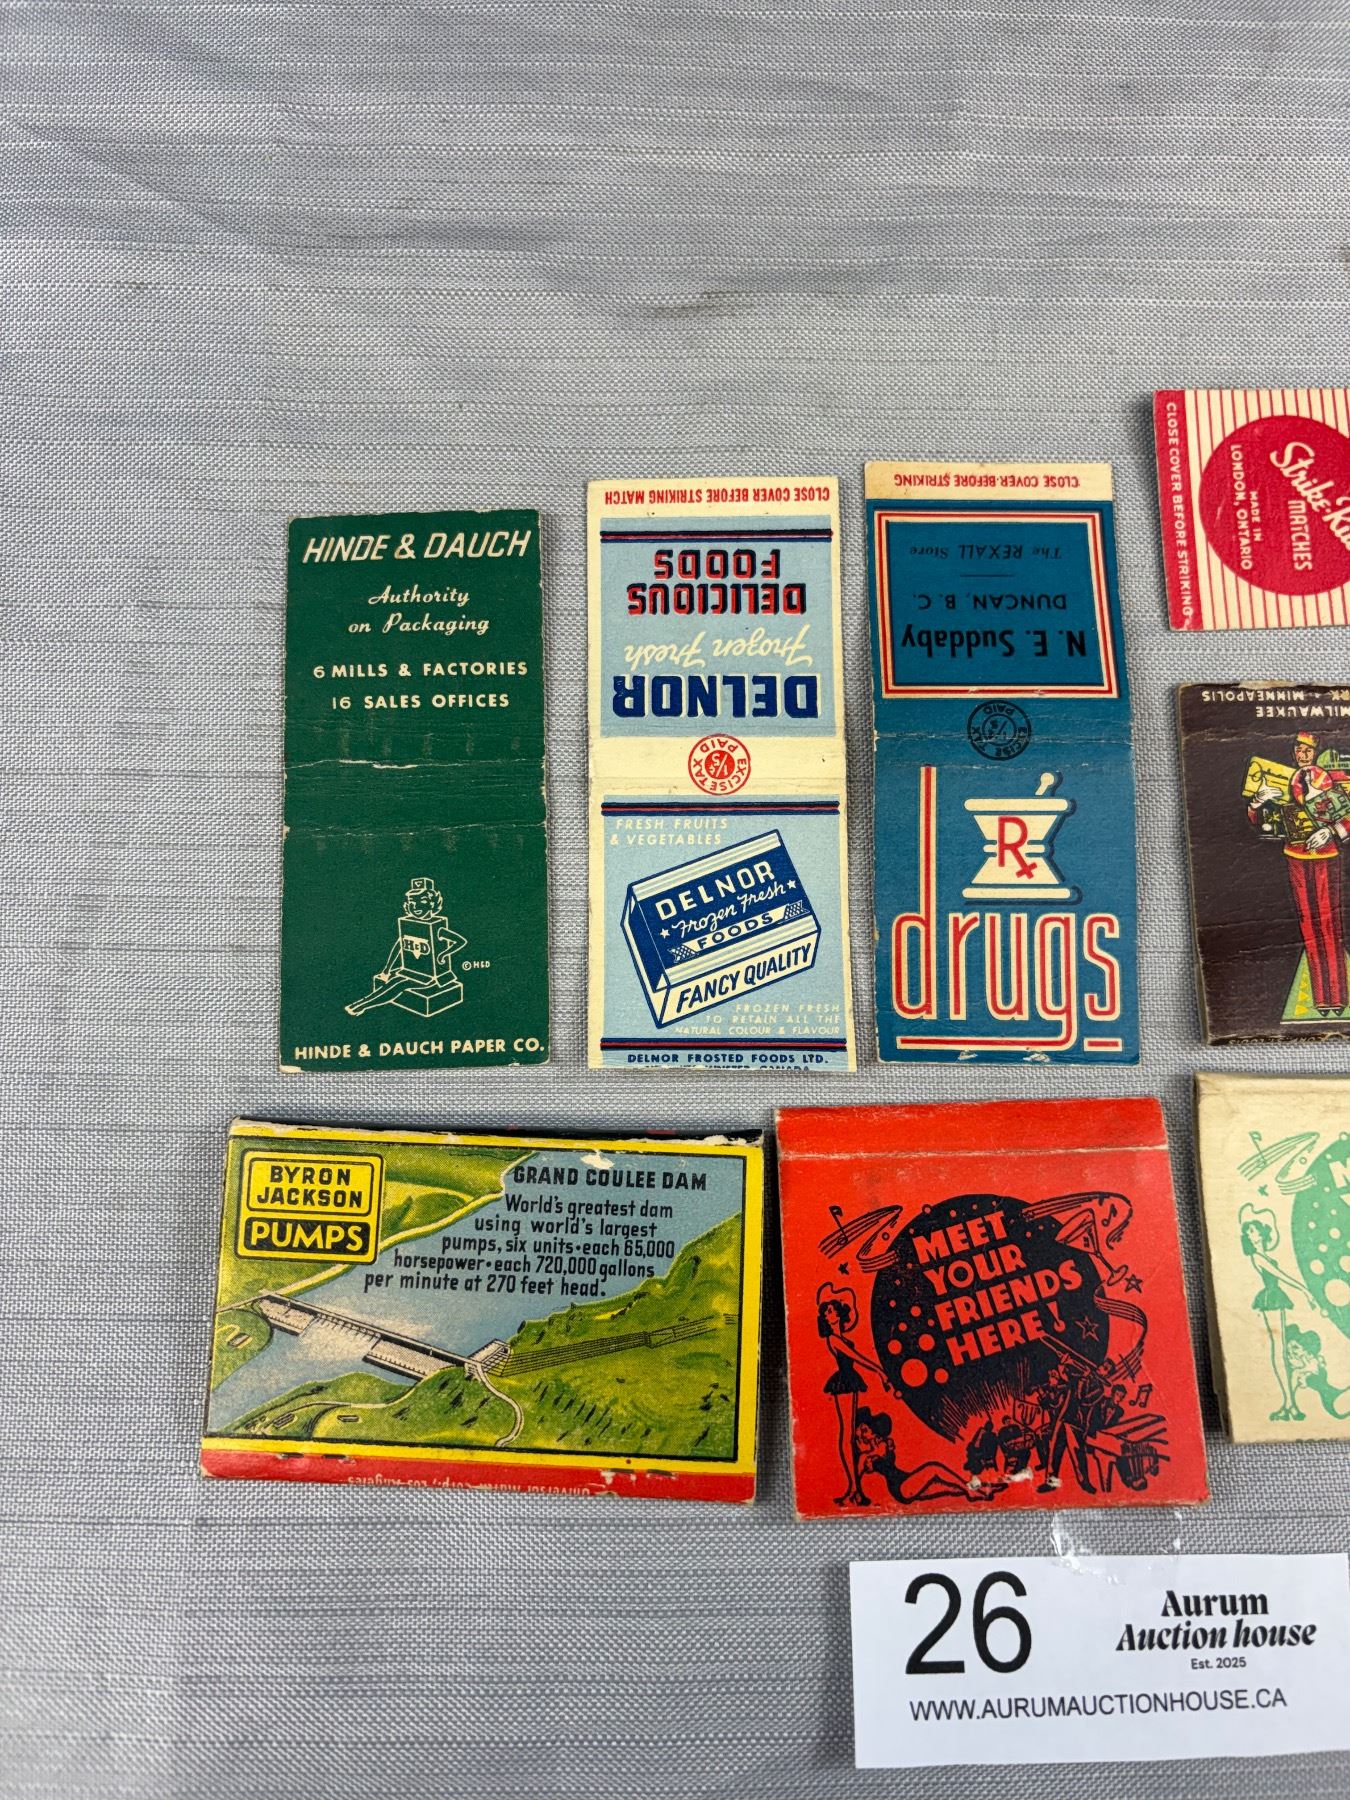 HINDE & DAUCH
Authority
on Packaging
6 MILLS & FACTORIES
16 SALES OFFICES
H&D
© H&D
HINDE & DAUCH PAPER CO.
CLOSE COVER BEFORE STRIKING MATCH
DELNOR
Frozen Fresh
DELICIOUS
FOODS
EXCISE TAX
1/5
PAID
FRESH FRUITS
& VEGETABLES
DELNOR
Frozen Fresh
FOODS
FANCY QUALITY
FROZEN FRESH
TO RETAIN ALL THE
NATURAL COLOUR & FLAVOUR
DELNOR FROSTED FOODS LTD.
CANADA
CLOSE COVER BEFORE STRIKING
N. E. Suddaby
DUNCAN, B. C.
The REXALL Store
EXCISE TAX
PAID
Rx
drugs
CLOSE COVER BEFORE STRIKING
MATCHES
MADE IN
LONDON, ONTARIO
MILWAUKEE
MINNEAPOLIS
BYRON
JACKSON
PUMPS
GRAND COULEE DAM
World's greatest dam
using world's largest
pumps, six units • each 65,000
horsepower • each 720,000 gallons
per minute at 270 feet head.
MEET
YOUR
FRIENDS
HERE!
26
Aurum
Auction house
Est. 2025
WWW.AURUMAUCTIONHOUSE.CA